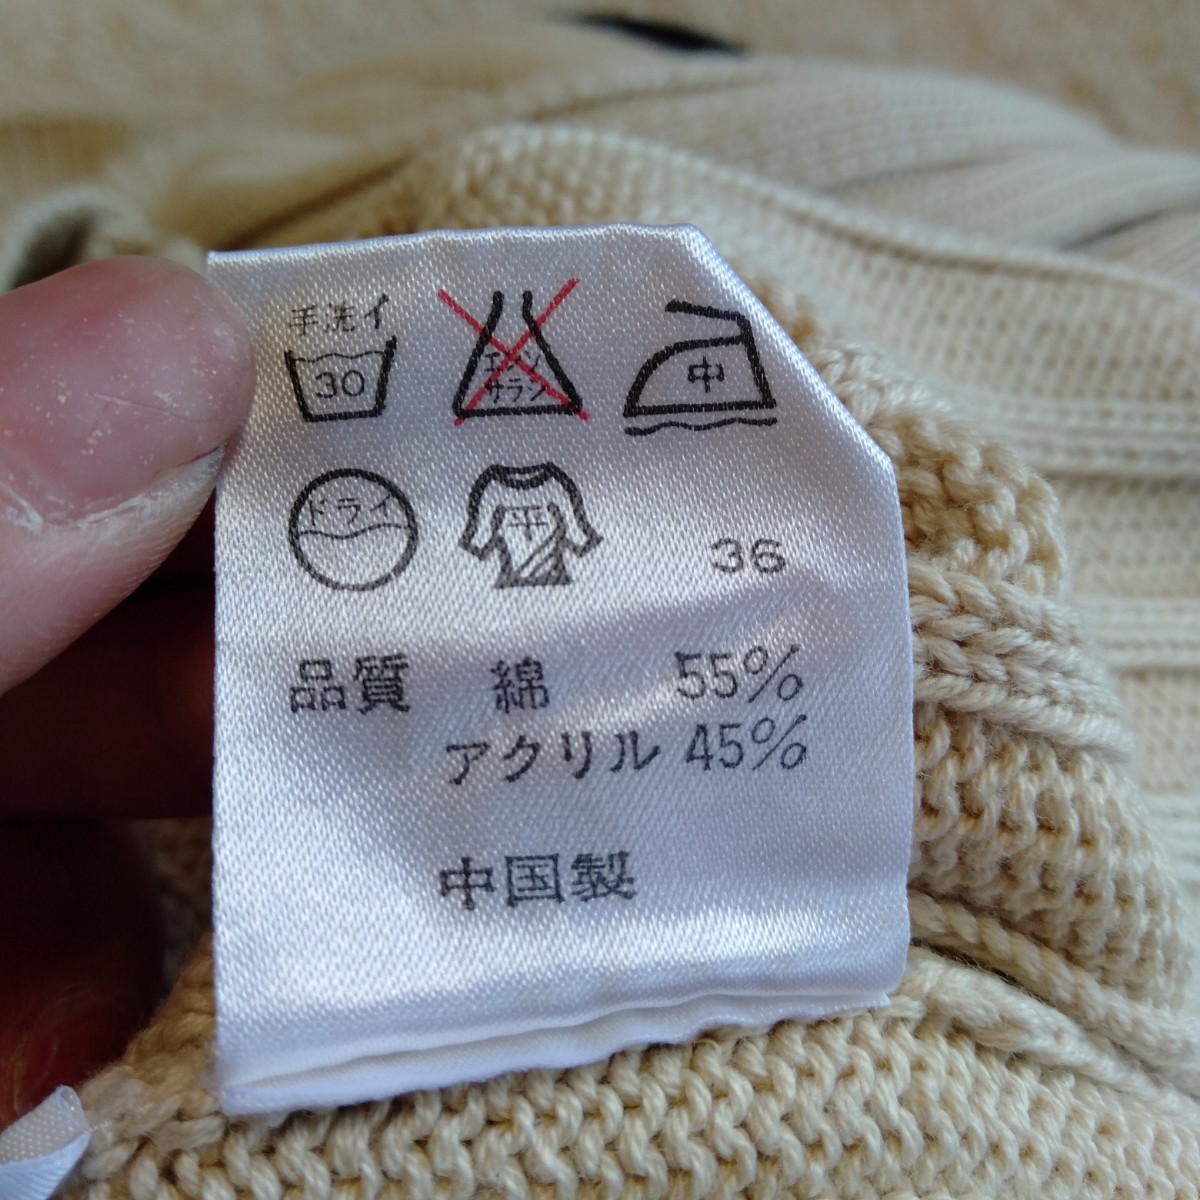 手洗イ
30
エンソ
サラシ
中
ドライ
平
36
品質 綿 55%
アクリル 45%
中国製